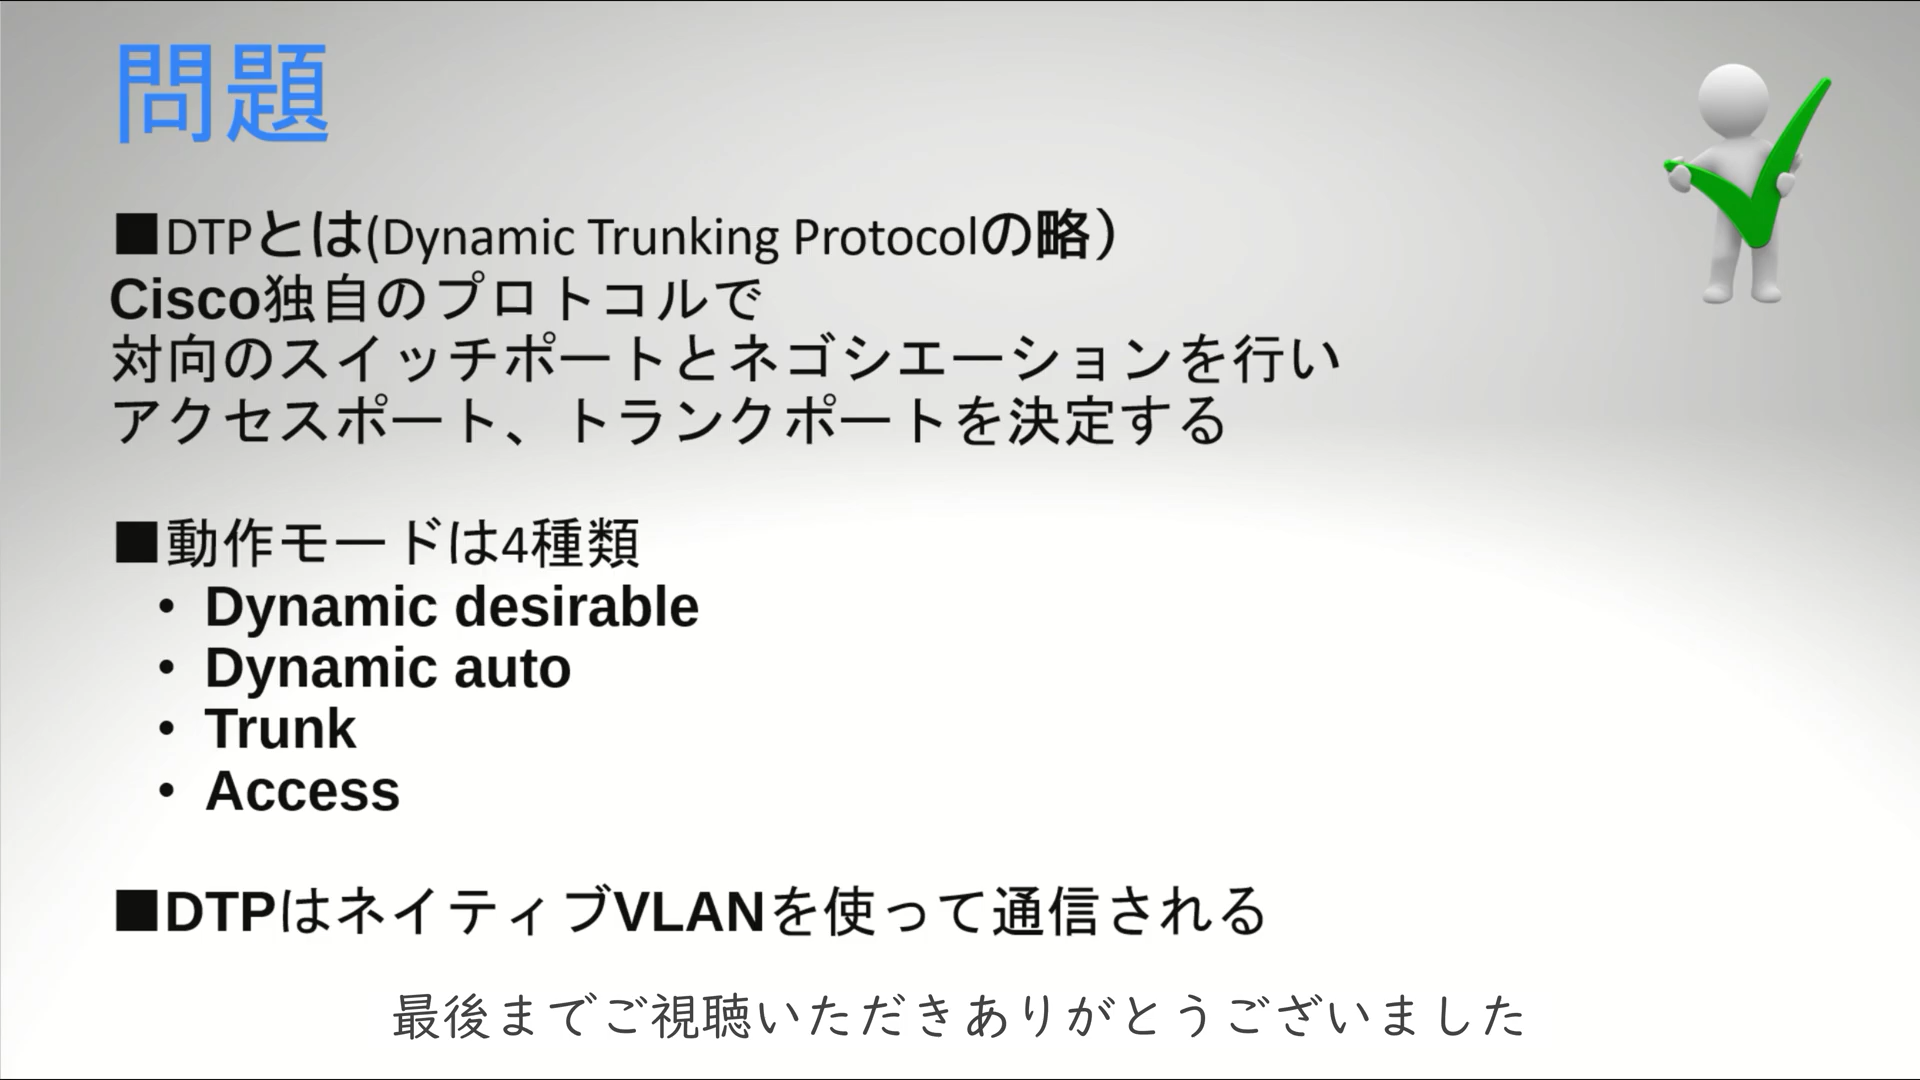 問題
■DTPとは(Dynamic Trunking Protocolの略）
Cisco独自のプロトコルで
対向のスイッチポートとネゴシエーションを行い
アクセスポート、トランクポートを決定する
■動作モードは4種類
• Dynamic desirable
• Dynamic auto
• Trunk
• Access
■DTPはネイティブVLANを使って通信される
最後までご視聴いただきありがとうございました